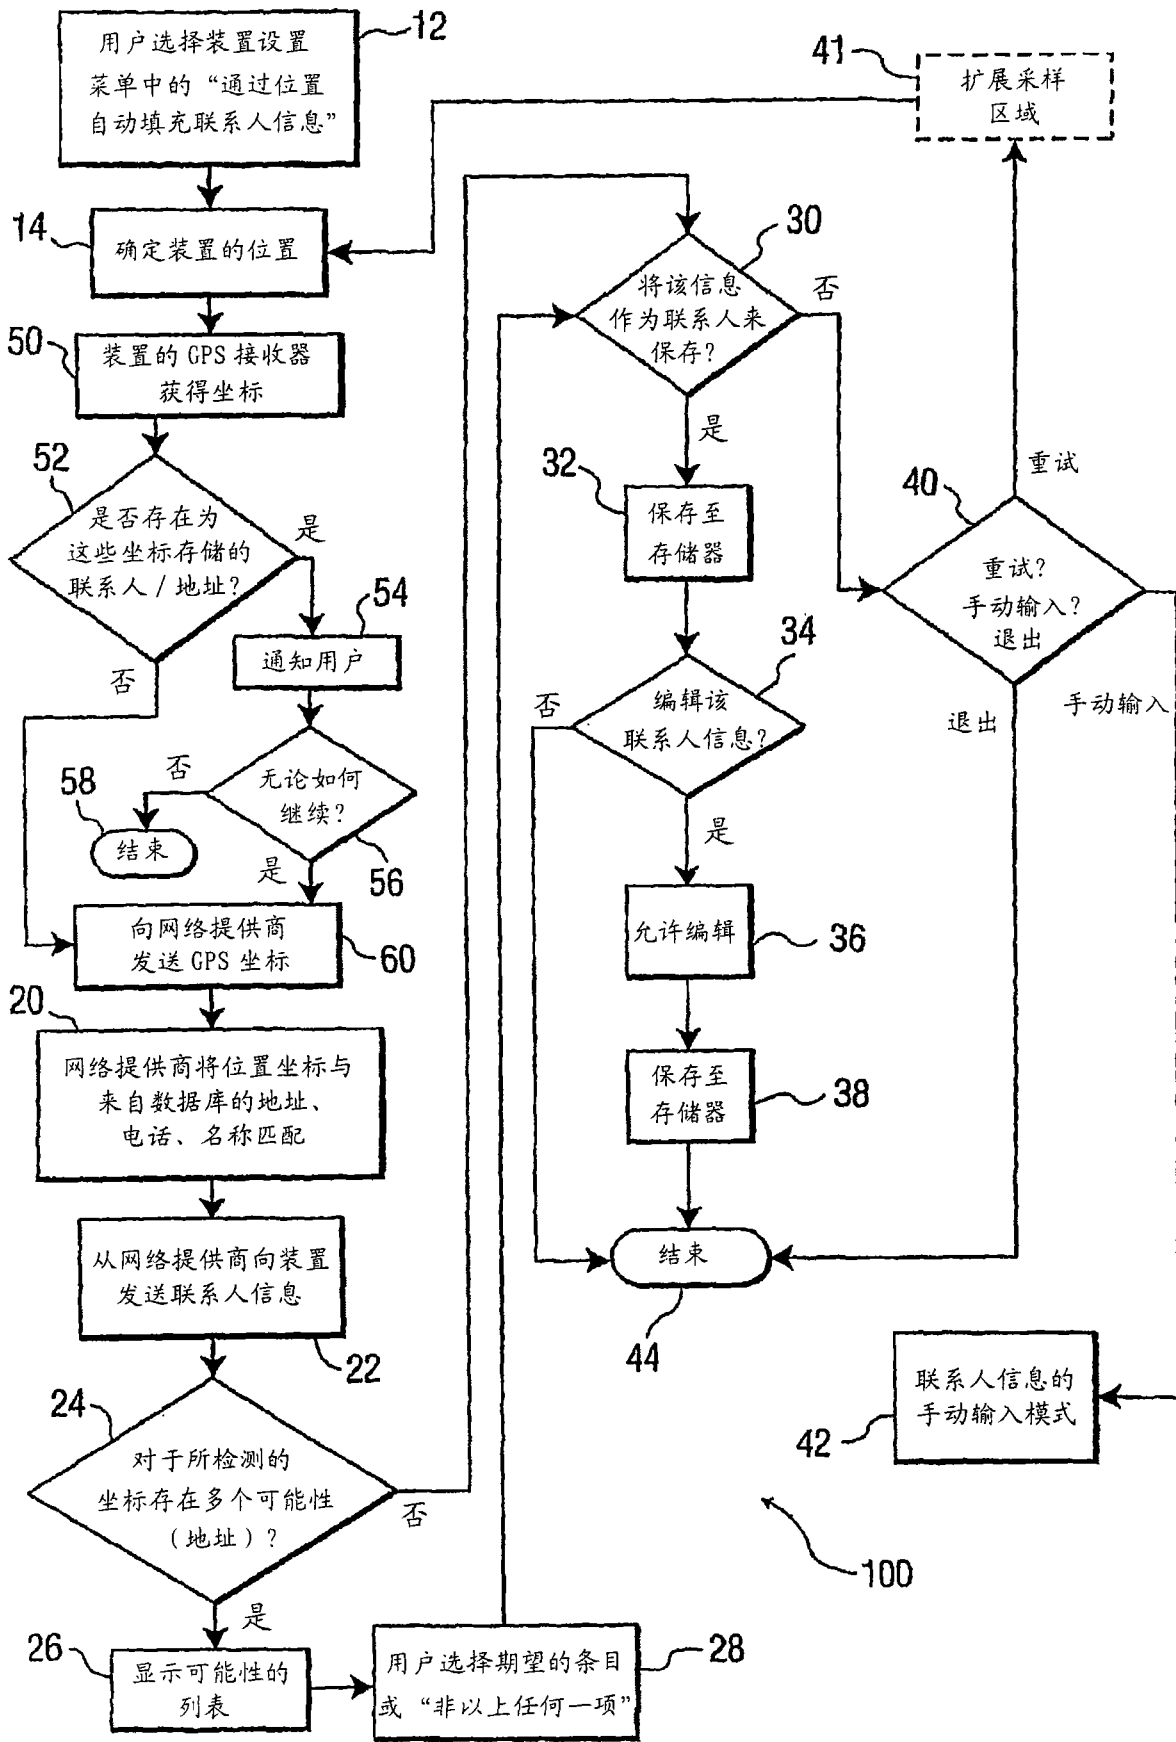 用户选择装置设置
菜单中的“通过位置
自动填充联系人信息”
12
14
确定装置的位置
50
装置的 GPS 接收器
获得坐标
52
是否存在为
这些坐标存储的
联系人/地址？
是
否
54
通知用户
无论如何
继续？
56
否
58
结束
是
向网络提供商
发送 GPS 坐标
60
20
网络提供商将位置坐标与
来自数据库的地址、
电话、名称匹配
从网络提供商向装置
发送联系人信息
22
24
对于所检测的
坐标存在多个可能性
（地址）？
否
是
26
显示可能性的
列表
用户选择期望的条目
或“非以上任何一项”
28
30
将该信息
作为联系人来
保存？
否
是
32
保存至
存储器
34
编辑该
联系人信息？
否
是
允许编辑
36
保存至
存储器
38
结束
44
41
扩展采样
区域
重试
40
重试？
手动输入？
退出
退出
手动输入
联系人信息的
手动输入模式
42
100